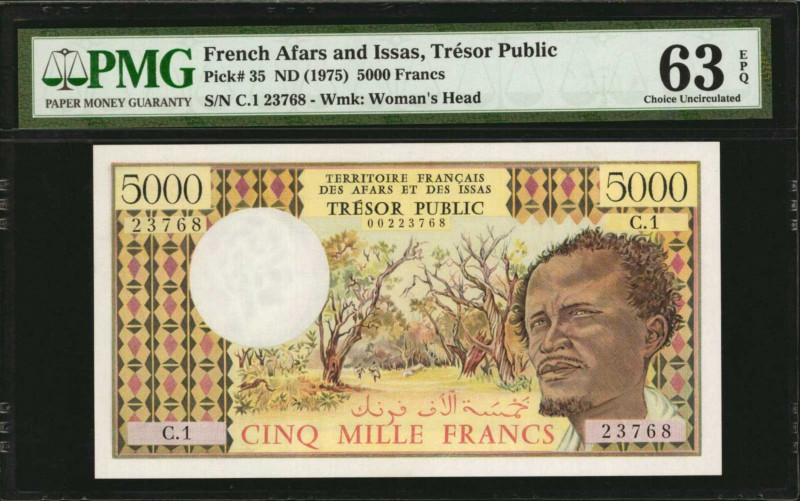 PMG
PAPER MONEY GUARANTY
French Afars and Issas, Trésor Public
Pick# 35 ND (1975) 5000 Francs
S/N C.1 23768 - Wmk: Woman's Head
63
EPQ
Choice Uncirculated
5000
23768
TERRITOIRE FRANÇAIS
DES AFARS ET DES ISSAS
TRÉSOR PUBLIC
00223768
5000
C.1
خمسة آلاف فرنك
C.1
CINQ MILLE FRANCS
23768